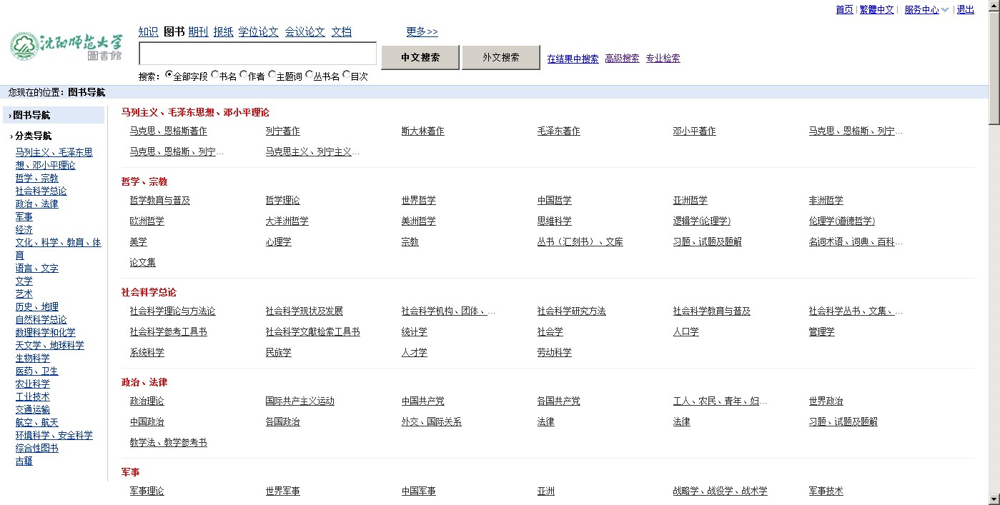 首页 | 繁體中文 | 服务中心 | 退出
沈阳师范大学
圖書館
知识 图书 期刊 报纸 学位论文 会议论文 文档 更多>>
中文搜索 外文搜索 在结果中搜索 高级搜索 专业检索
搜索: 全部字段 书名 作者 主题词 丛书名 目次
您现在的位置: 图书导航
›图书导航
›分类导航
马列主义、毛泽东思
想、邓小平理论
哲学、宗教
社会科学总论
政治、法律
军事
经济
文化、科学、教育、体
育
语言、文字
文学
艺术
历史、地理
自然科学总论
数理科学和化学
天文学、地球科学
生物科学
医药、卫生
农业科学
工业技术
交通运输
航空、航天
环境科学、安全科学
综合性图书
古籍
马列主义、毛泽东思想、邓小平理论
马克思、恩格斯著作 列宁著作 斯大林著作 毛泽东著作 邓小平著作 马克思、恩格斯、列宁...
马克思、恩格斯、列宁... 马克思主义、列宁主义...
哲学、宗教
哲学教育与普及 哲学理论 世界哲学 中国哲学 亚洲哲学 非洲哲学
欧洲哲学 大洋洲哲学 美洲哲学 思维科学 逻辑学(论理学) 伦理学(道德哲学)
美学 心理学 宗教 丛书（汇刻书）、文库 习题、试题及题解 名词术语、词典、百科...
论文集
社会科学总论
社会科学理论与方法论 社会科学现状及发展 社会科学机构、团体、... 社会科学研究方法 社会科学教育与普及 社会科学丛书、文集、...
社会科学参考工具书 社会科学文献检索工具书 统计学 社会学 人口学 管理学
系统科学 民族学 人才学 劳动科学
政治、法律
政治理论 国际共产主义运动 中国共产党 各国共产党 工人、农民、青年、妇... 世界政治
中国政治 各国政治 外交、国际关系 法律 法律 习题、试题及题解
教学法、教学参考书
军事
军事理论 世界军事 中国军事 亚洲 战略学、战役学、战术学 军事技术